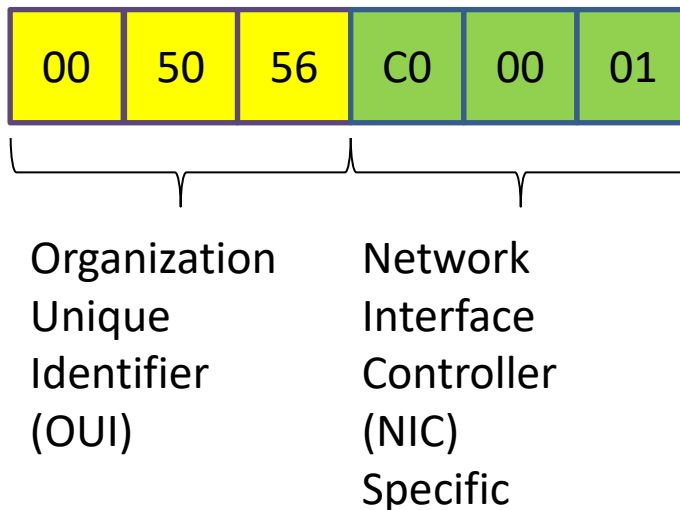 00 50 56 C0 00 01
Organization
Unique
Identifier
(OUI)
Network
Interface
Controller
(NIC)
Specific